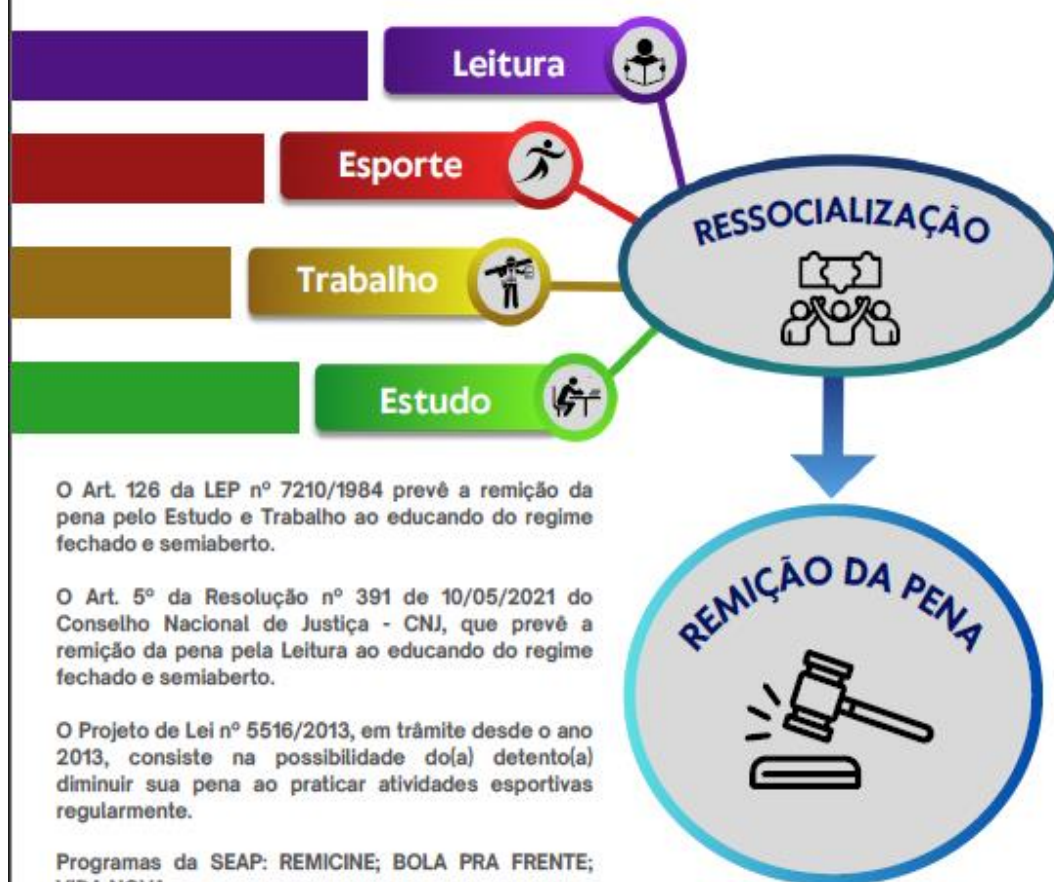 Leitura
Esporte
Trabalho
Estudo
RESSOCIALIZAÇÃO
REMIÇÃO DA PENA
O Art. 126 da LEP nº 7210/1984 prevê a remição da
pena pelo Estudo e Trabalho ao educando do regime
fechado e semiaberto.
O Art. 5º da Resolução nº 391 de 10/05/2021 do
Conselho Nacional de Justiça - CNJ, que prevê a
remição da pena pela Leitura ao educando do regime
fechado e semiaberto.
O Projeto de Lei nº 5516/2013, em trâmite desde o ano
2013, consiste na possibilidade do(a) detento(a)
diminuir sua pena ao praticar atividades esportivas
regularmente.
Programas da SEAP: REMICINE; BOLA PRA FRENTE;